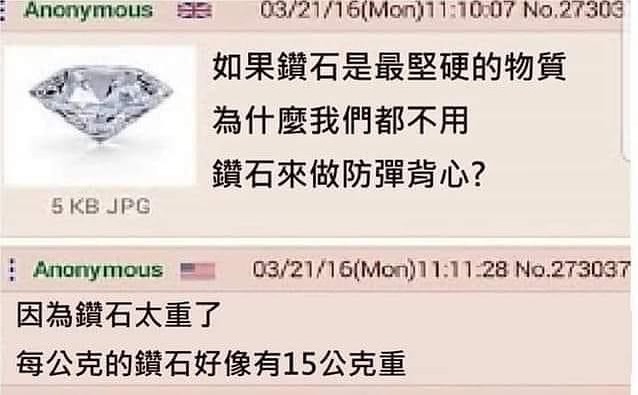 Anonymous 03/21/16(Mon)11:10:07 No.27303
如果鑽石是最堅硬的物質
為什麼我們都不用
鑽石來做防彈背心?
5 KB JPG
Anonymous 03/21/16(Mon)11:11:28 No.273037
因為鑽石太重了
每公克的鑽石好像有15公克重